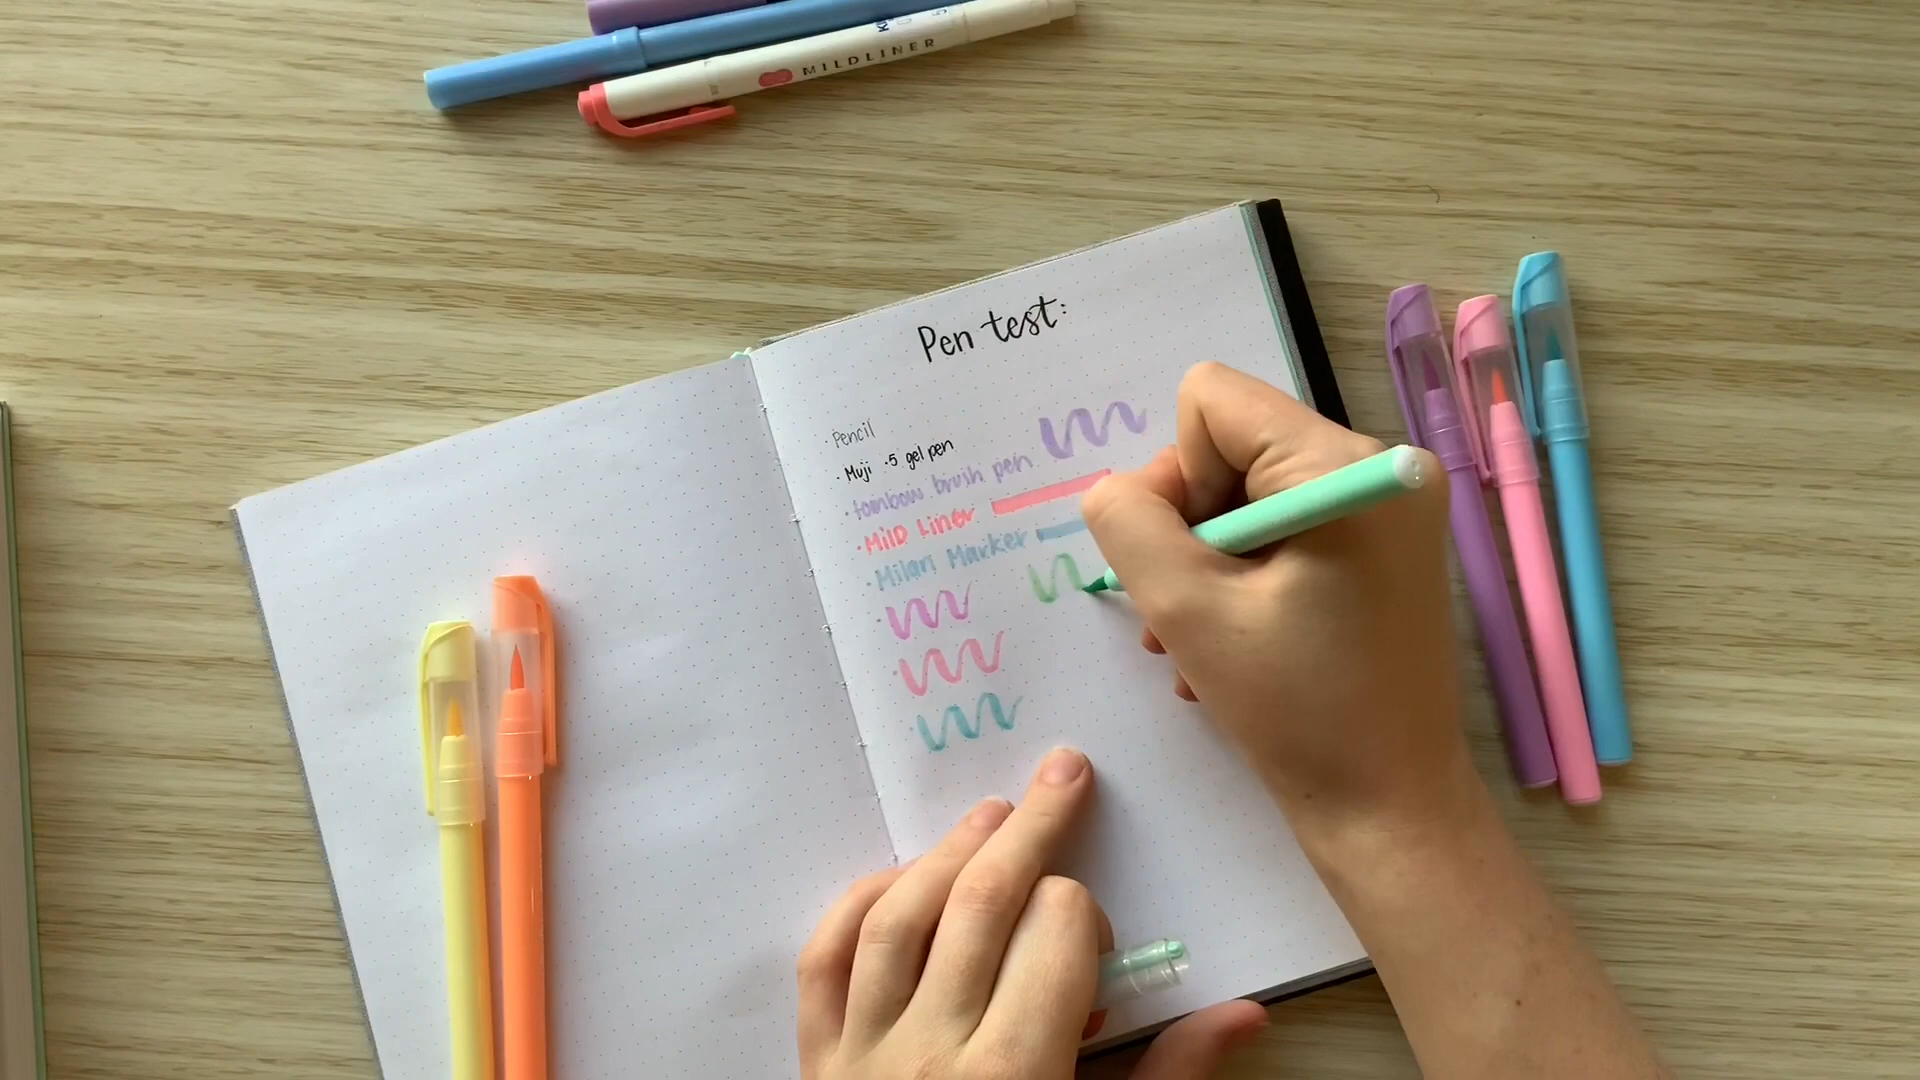 MILDLINER
Pen test:
· Pencil
· Muji .5 gel pen
· tombow brush pen
· MilD Liner
· Milan Marker